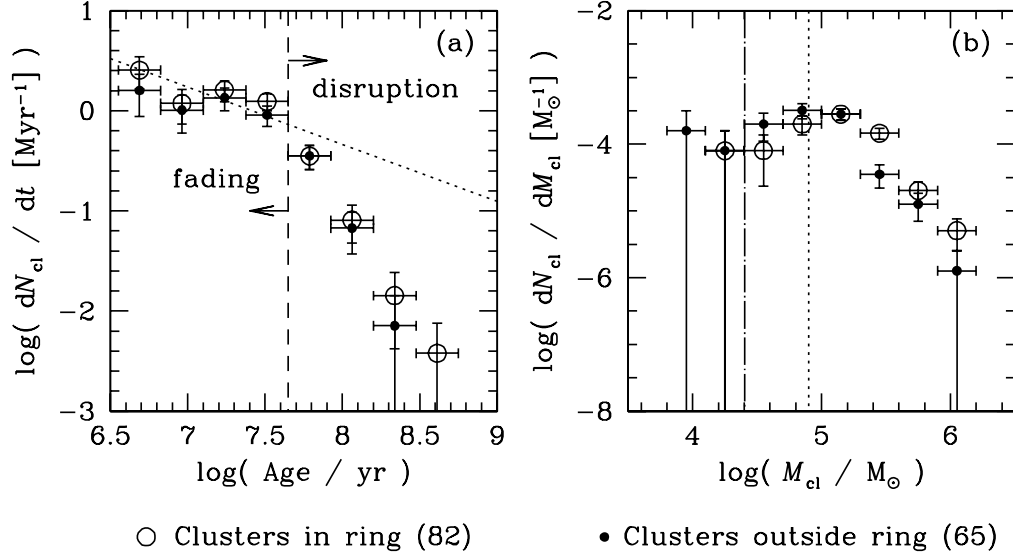 1
0
−1
−2
−3
log( dN_cl / dt [Myr⁻¹] )
(a)
disruption
fading
6.5 7 7.5 8 8.5 9
log( Age / yr )
−2
−4
−6
−8
log( dN_cl / dM_cl [M_⊙⁻¹] )
(b)
4 5 6
log( M_cl / M_⊙ )
Clusters in ring (82)
Clusters outside ring (65)